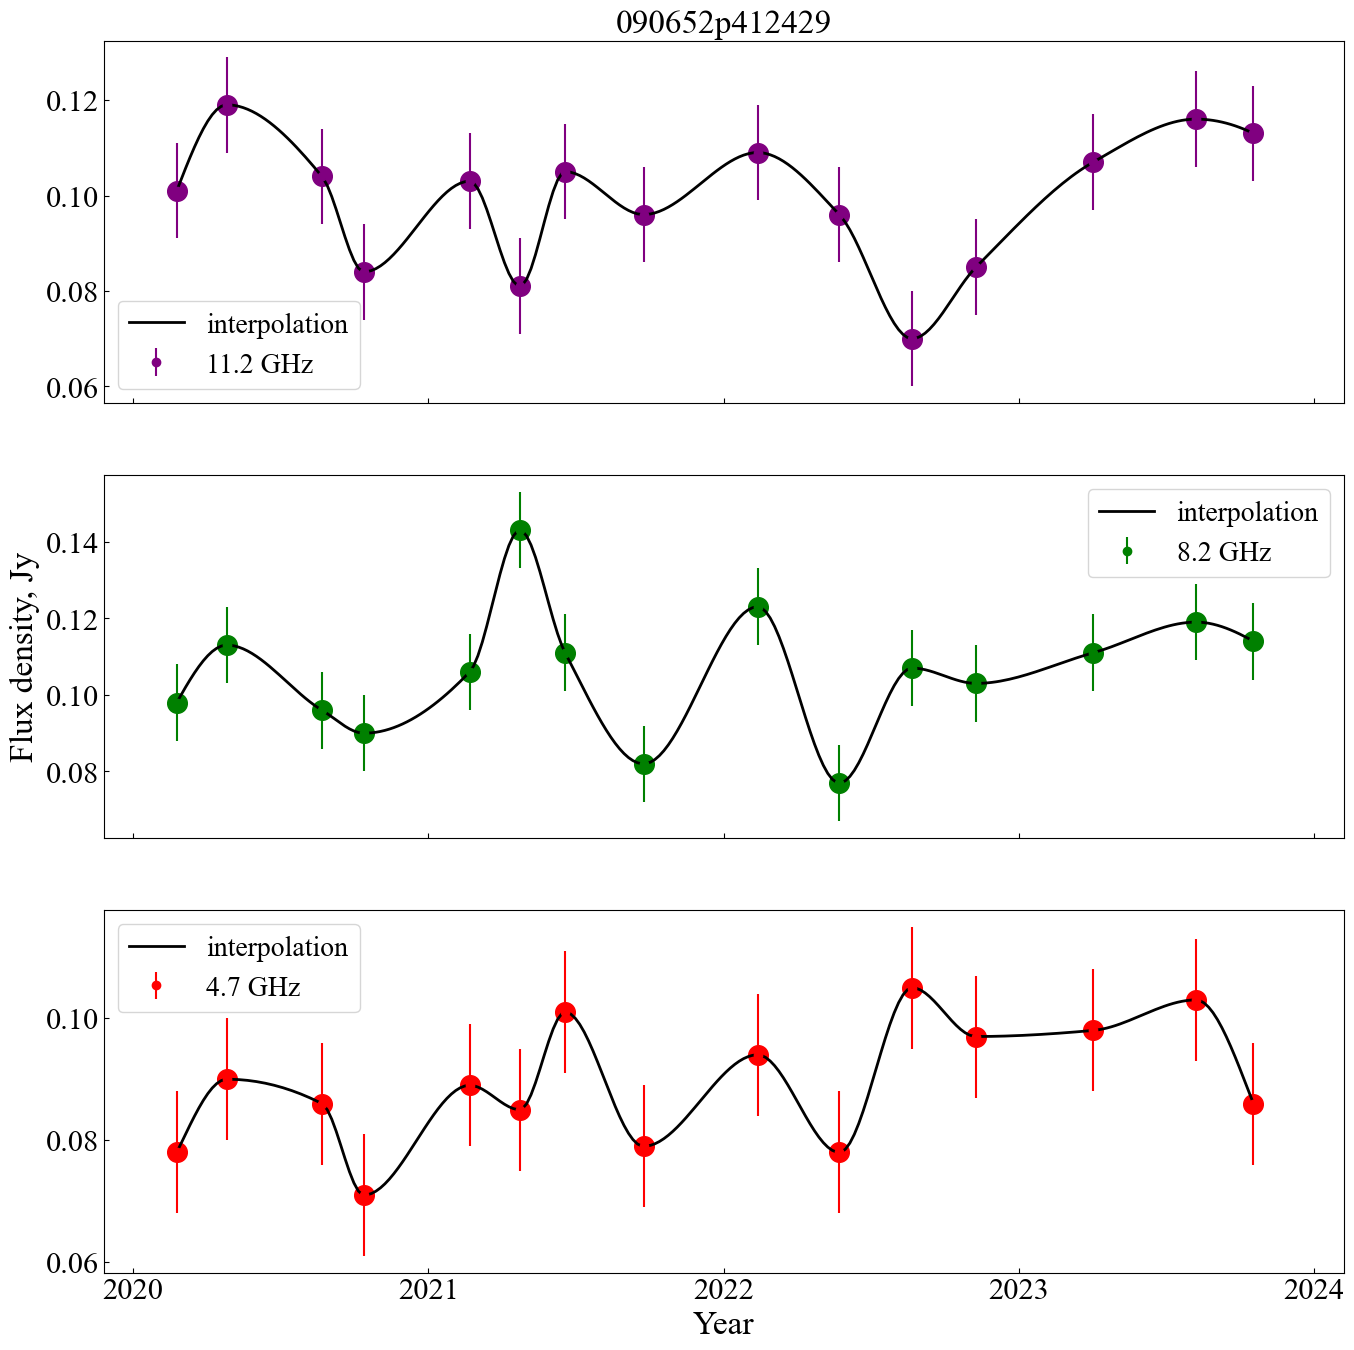 090652p412429
0.12
0.10
0.08
0.06
interpolation
11.2 GHz
Flux density, Jy
0.14
0.12
0.10
0.08
interpolation
8.2 GHz
0.10
0.08
0.06
interpolation
4.7 GHz
2020 2021 2022 2023 2024
Year